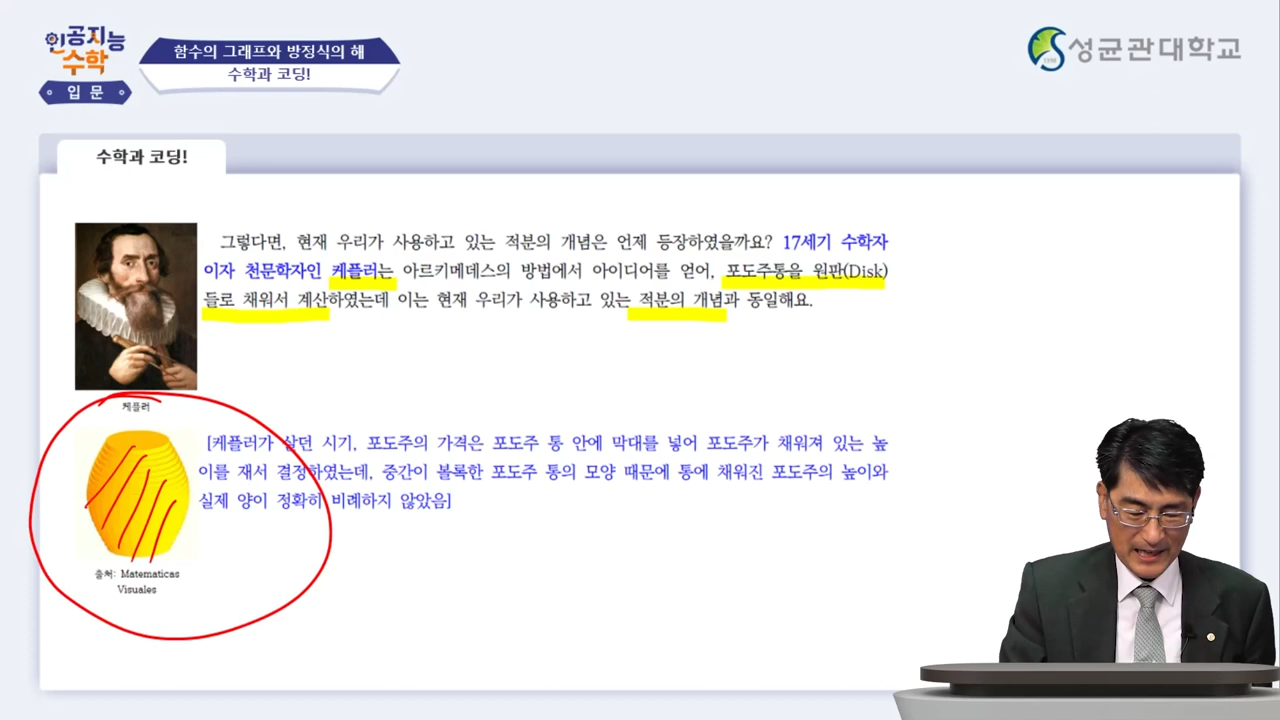 인공지능
수학
입문
함수의 그래프와 방정식의 해
수학과 코딩!
성균관대학교
수학과 코딩!
그렇다면, 현재 우리가 사용하고 있는 적분의 개념은 언제 등장하였을까요? 17세기 수학자
이자 천문학자인 케플러는 아르키메데스의 방법에서 아이디어를 얻어, 포도주통을 원판(Disk)
들로 채워서 계산하였는데 이는 현재 우리가 사용하고 있는 적분의 개념과 동일해요.
케플러
[케플러가 살던 시기, 포도주의 가격은 포도주 통 안에 막대를 넣어 포도주가 채워져 있는 높
이를 재서 결정하였는데, 중간이 볼록한 포도주 통의 모양 때문에 통에 채워진 포도주의 높이와
실제 양이 정확히 비례하지 않았음]
출처: Matematicas
Visuales